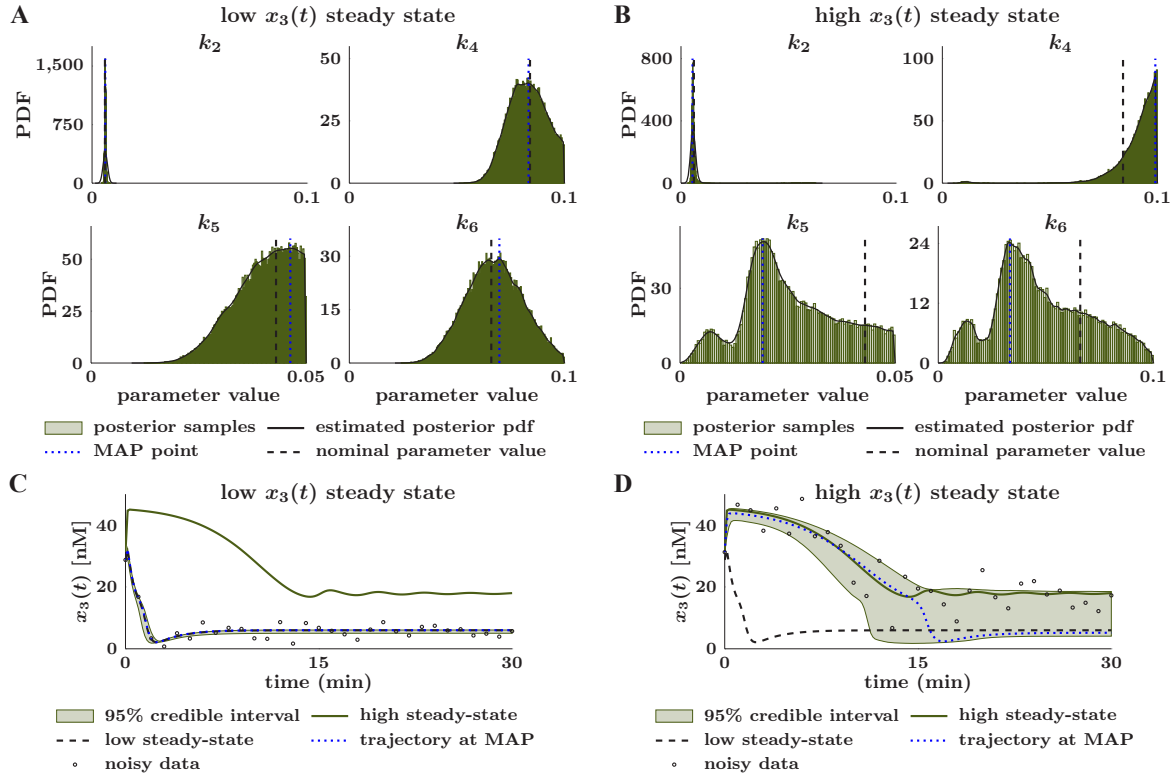 A
low x₃(t) steady state
k₂
k₄
PDF
1,500
750
0
0
0.1
50
25
0
0
0.1
k₅
k₆
PDF
50
25
0
0
0.05
30
15
0
0
0.1
parameter value
parameter value
posterior samples
estimated posterior pdf
MAP point
nominal parameter value
B
high x₃(t) steady state
k₂
k₄
PDF
800
400
0
0
0.1
100
50
0
0
0.1
k₅
k₆
PDF
30
0
0
0.05
24
12
0
0
0.1
parameter value
parameter value
posterior samples
estimated posterior pdf
MAP point
nominal parameter value
C
low x₃(t) steady state
x₃(t) [nM]
40
20
0
0
15
30
time (min)
95% credible interval
high steady-state
low steady-state
trajectory at MAP
noisy data
D
high x₃(t) steady state
x₃(t) [nM]
40
20
0
0
15
30
time (min)
95% credible interval
high steady-state
low steady-state
trajectory at MAP
noisy data